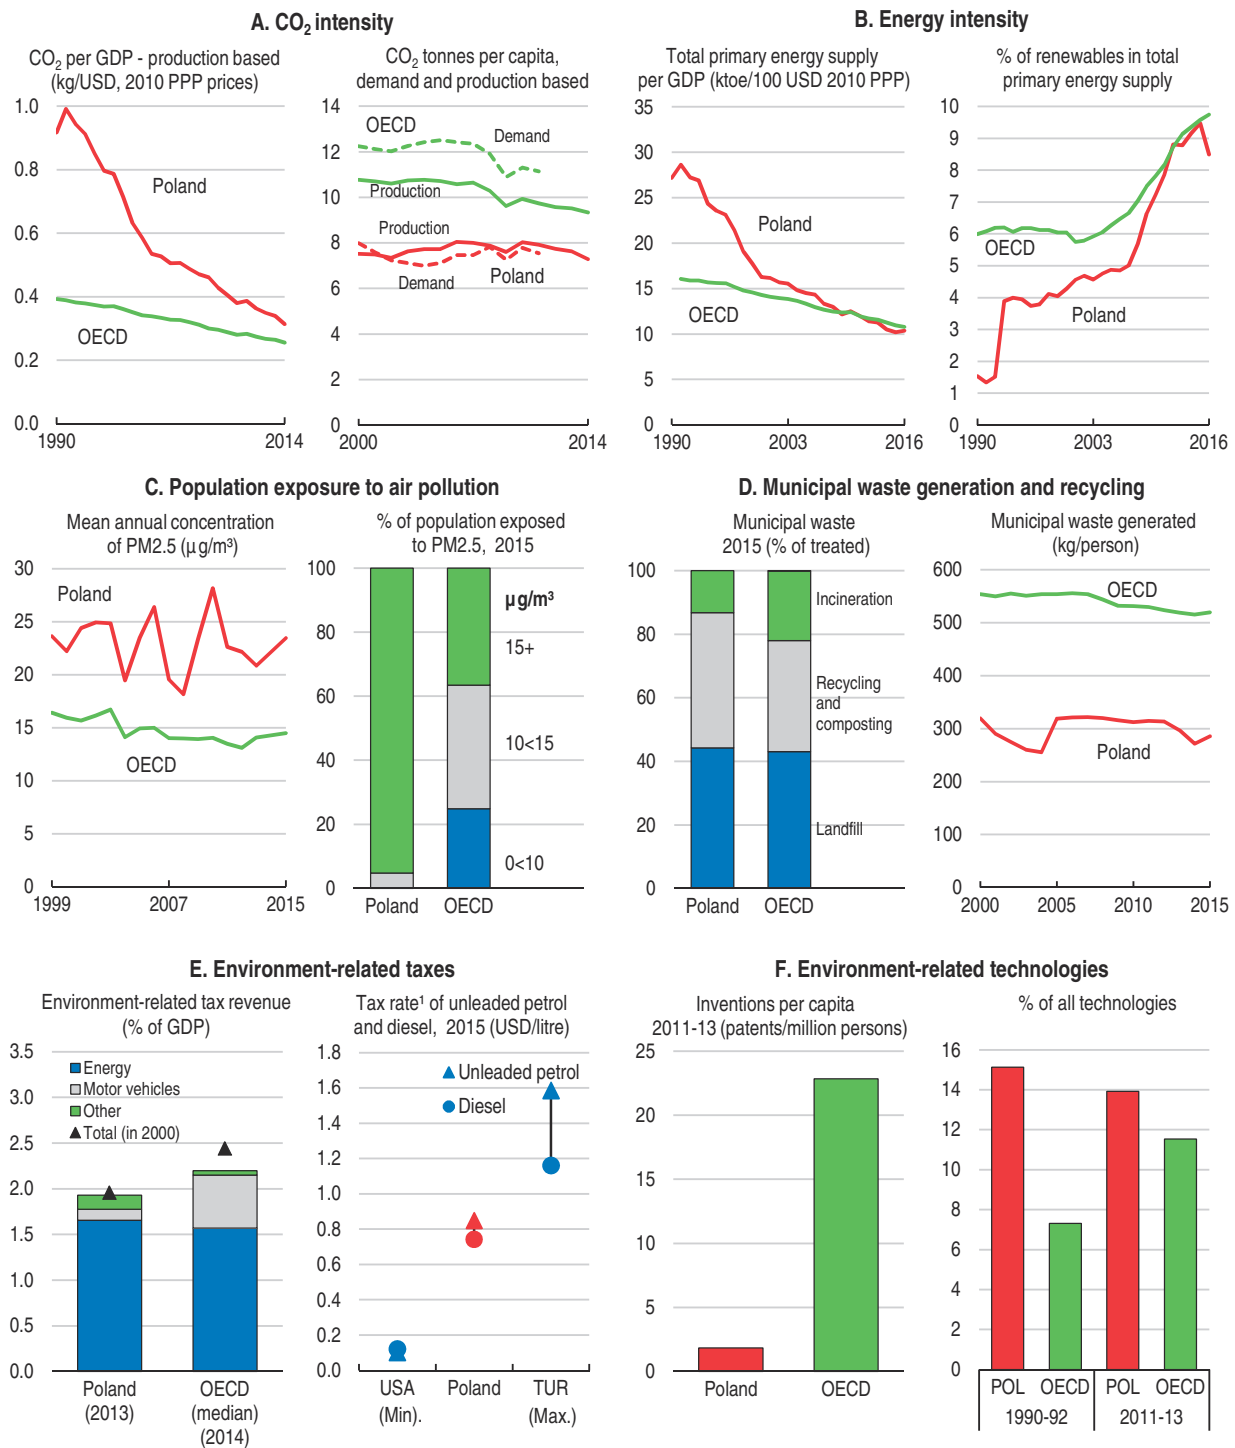 A. CO₂ intensity
CO₂ per GDP - production based
(kg/USD, 2010 PPP prices)
1.0
0.8
0.6
0.4
0.2
0.0
Poland
OECD
1990
2014
CO₂ tonnes per capita,
demand and production based
14
12
10
8
6
4
2
0
OECD
Demand
Production
Production
Demand
Poland
2000
2014
B. Energy intensity
Total primary energy supply
per GDP (ktoe/100 USD 2010 PPP)
35
30
25
20
15
10
5
0
Poland
OECD
1990
2003
2016
% of renewables in total
primary energy supply
10
9
8
7
6
5
4
3
2
1
0
OECD
Poland
1990
2003
2016
C. Population exposure to air pollution
Mean annual concentration
of PM2.5 (µg/m³)
30
25
20
15
10
5
0
Poland
OECD
1999
2007
2015
% of population exposed
to PM2.5, 2015
100
80
60
40
20
0
µg/m³
15+
10<15
0<10
Poland
OECD
D. Municipal waste generation and recycling
Municipal waste
2015 (% of treated)
100
80
60
40
20
0
Incineration
Recycling
and
composting
Landfill
Poland
OECD
Municipal waste generated
(kg/person)
600
500
400
300
200
100
0
OECD
Poland
2000
2005
2010
2015
E. Environment-related taxes
Environment-related tax revenue
(% of GDP)
3.5
3.0
2.5
2.0
1.5
1.0
0.5
0.0
Energy
Motor vehicles
Other
Total (in 2000)
Poland
(2013)
OECD
(median)
(2014)
Tax rate¹ of unleaded petrol
and diesel, 2015 (USD/litre)
1.8
1.6
1.4
1.2
1.0
0.8
0.6
0.4
0.2
0.0
Unleaded petrol
Diesel
USA
(Min).
Poland
TUR
(Max.)
F. Environment-related technologies
Inventions per capita
2011-13 (patents/million persons)
25
20
15
10
5
0
Poland
OECD
% of all technologies
16
14
12
10
8
6
4
2
0
POL
OECD
POL
OECD
1990-92
2011-13